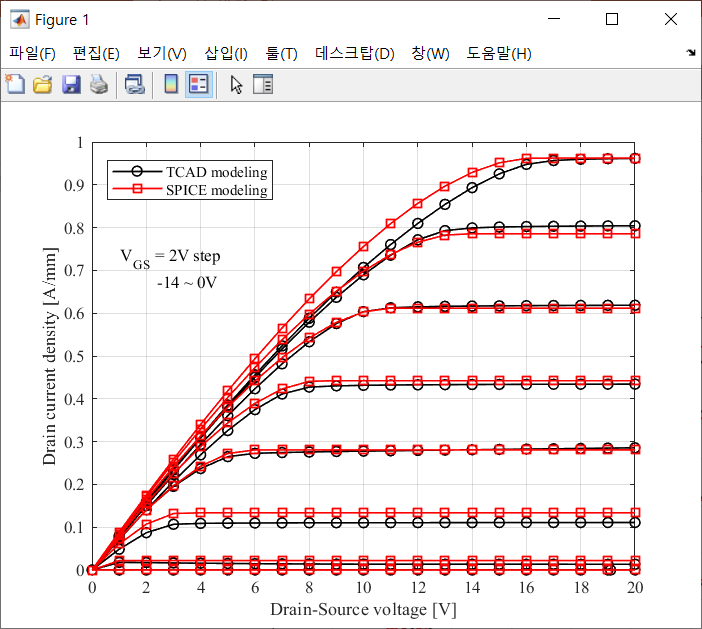 Figure 1
파일(F) 편집(E) 보기(V) 삽입(I) 툴(T) 데스크탑(D) 창(W) 도움말(H)
1
0.9
0.8
0.7
0.6
0.5
0.4
0.3
0.2
0.1
0
Drain current density [A/mm]
TCAD modeling
SPICE modeling
VGS = 2V step
-14 ~ 0V
0 2 4 6 8 10 12 14 16 18 20
Drain-Source voltage [V]